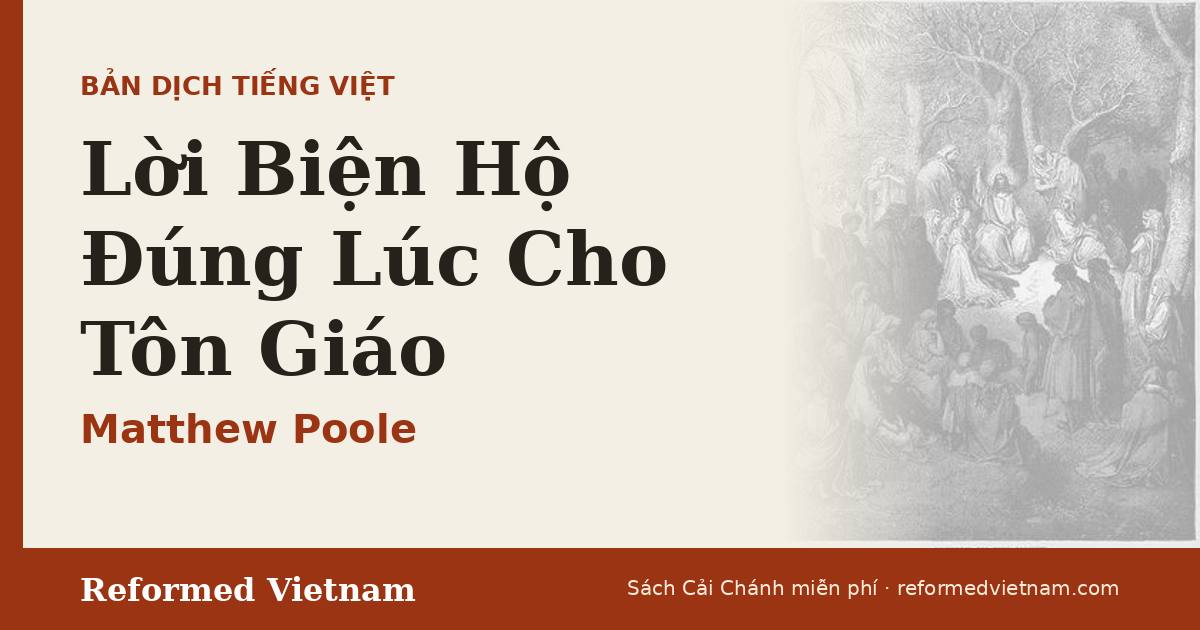 BẢN DỊCH TIẾNG VIỆT
Lời Biện Hộ
Đúng Lúc Cho
Tôn Giáo
Matthew Poole
Reformed Vietnam
Sách Cải Chánh miễn phí · reformedvietnam.com